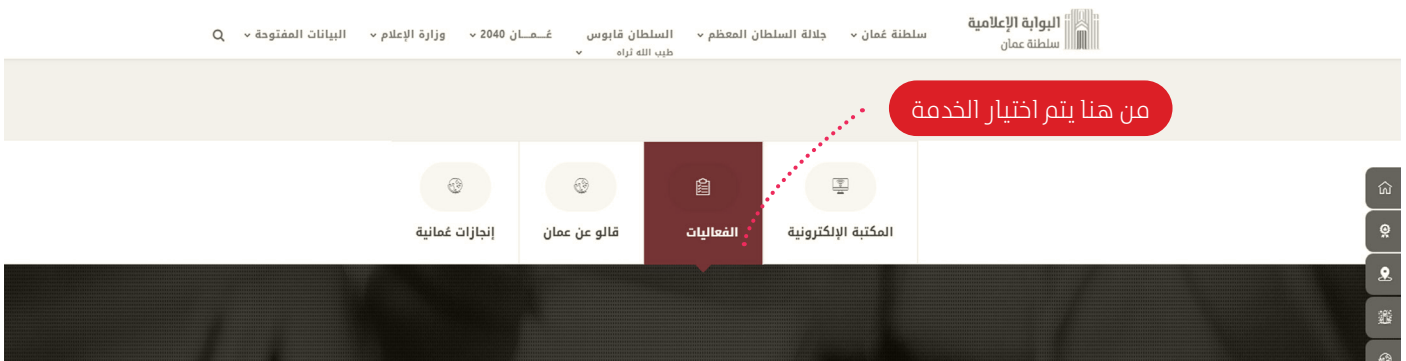 البوابة الإعلامية
سلطنة عمان
سلطنة عُمان
جلالة السلطان المعظم
السلطان قابوس
طيب الله ثراه
عُـــمـــان 2040
وزارة الإعلام
البيانات المفتوحة
من هنا يتم اختيار الخدمة
المكتبة الإلكترونية
الفعاليات
قالو عن عمان
إنجازات عُمانية